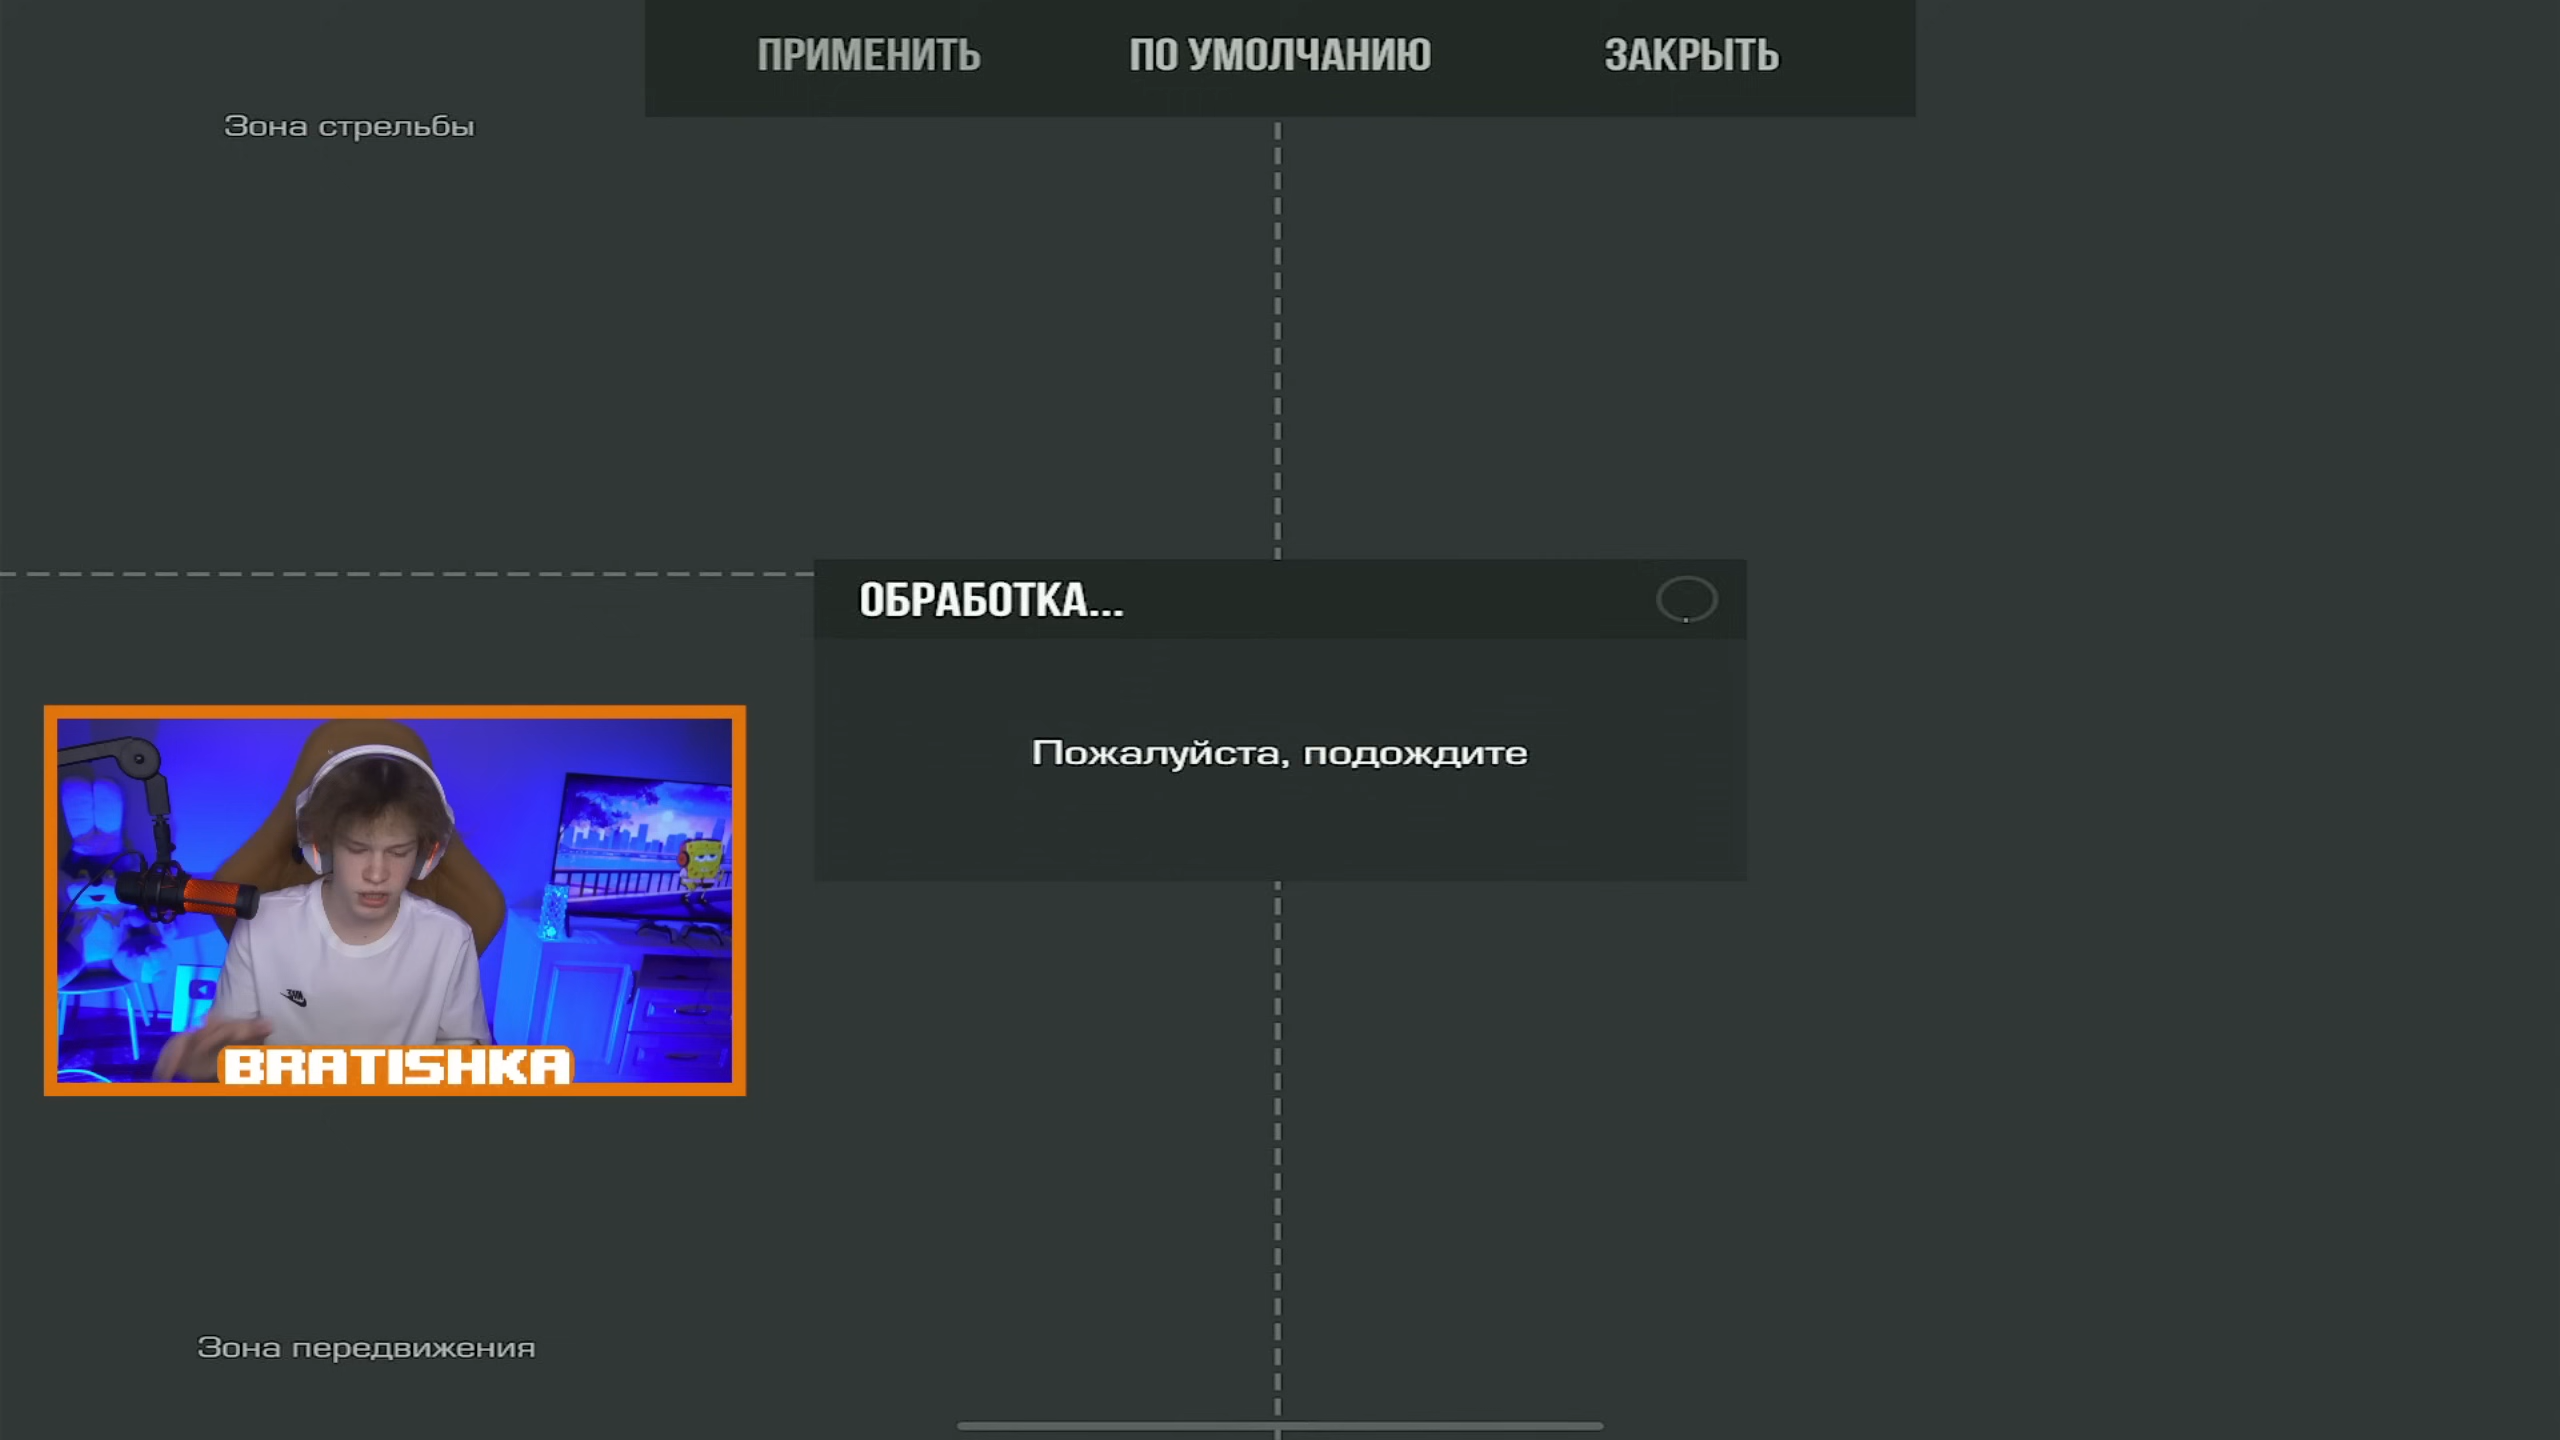 ПРИМЕНИТЬ ПО УМОЛЧАНИЮ ЗАКРЫТЬ
Зона стрельбы
ОБРАБОТКА...
Пожалуйста, подождите
BRATISHKA
Зона передвижения